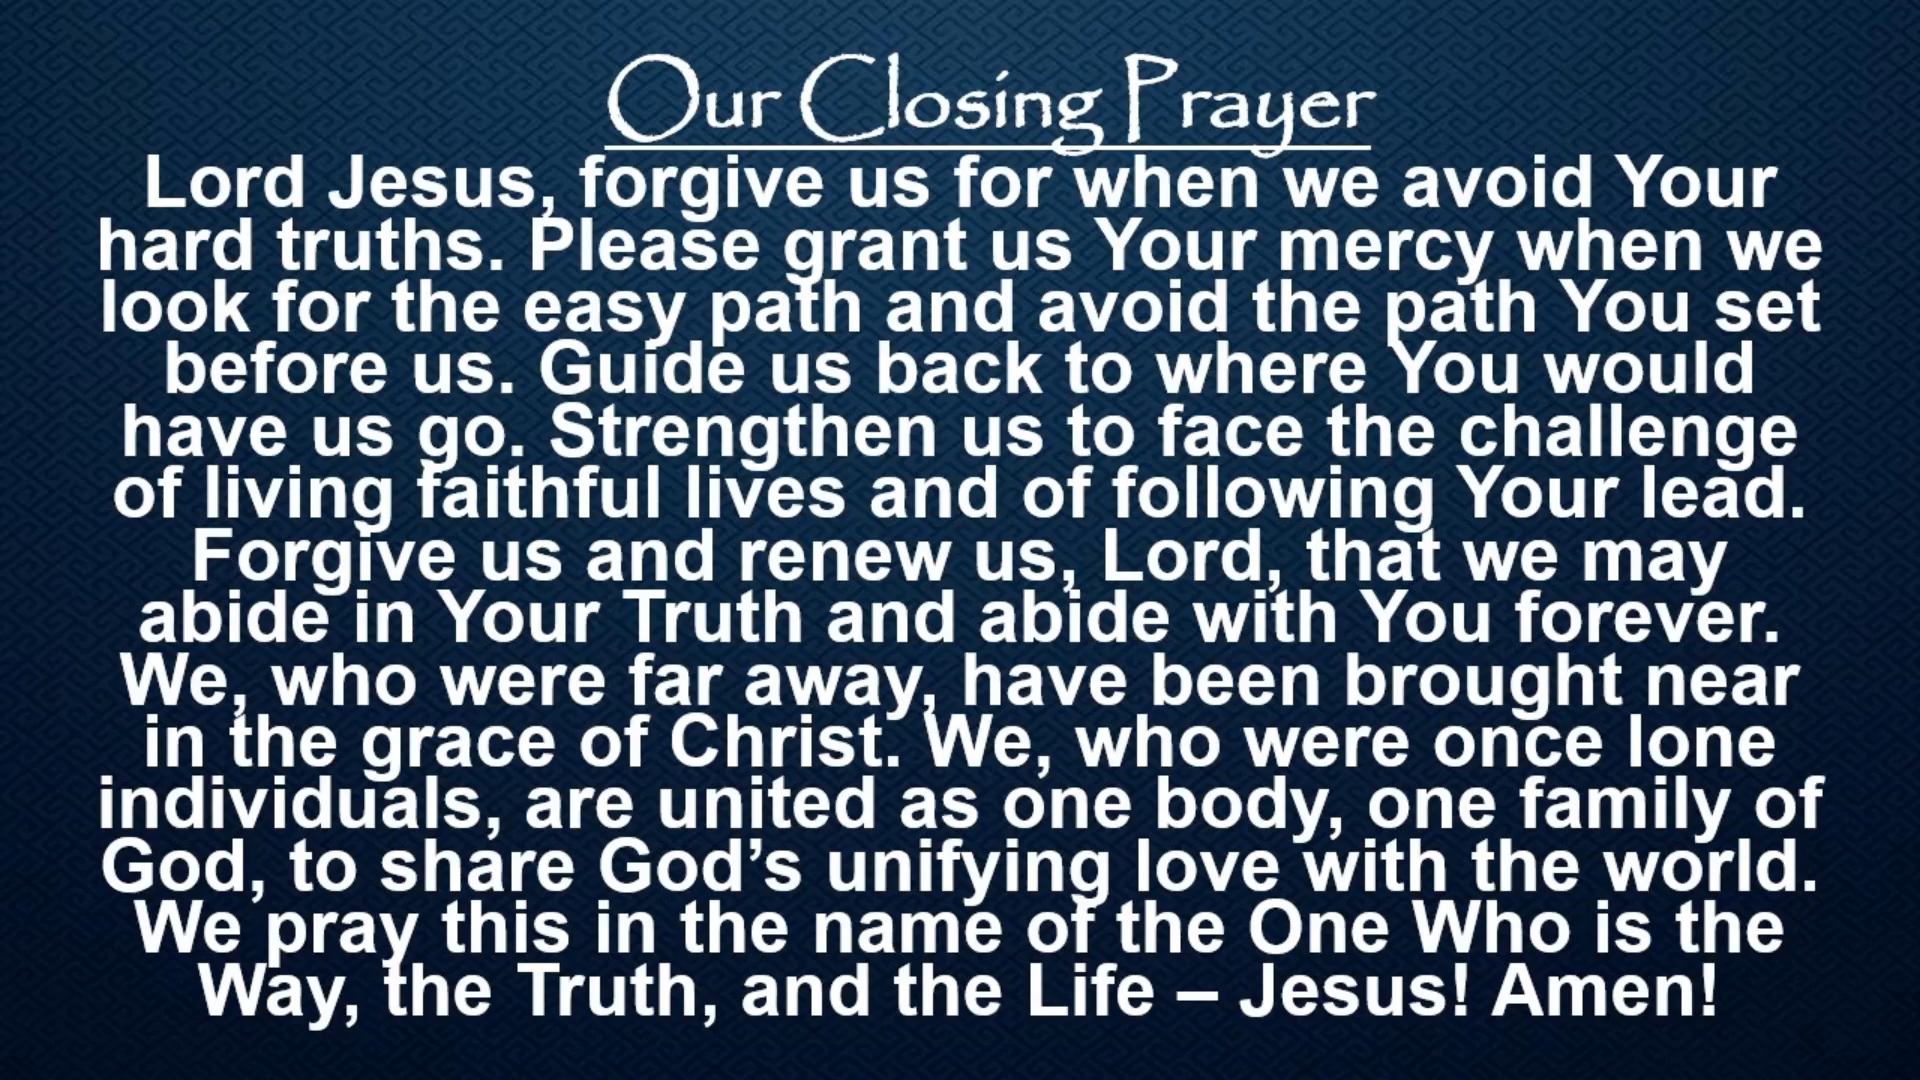 Our Closing Prayer
Lord Jesus, forgive us for when we avoid Your
hard truths. Please grant us Your mercy when we
look for the easy path and avoid the path You set
before us. Guide us back to where You would
have us go. Strengthen us to face the challenge
of living faithful lives and of following Your lead.
Forgive us and renew us, Lord, that we may
abide in Your Truth and abide with You forever.
We, who were far away, have been brought near
in the grace of Christ. We, who were once lone
individuals, are united as one body, one family of
God, to share God’s unifying love with the world.
We pray this in the name of the One Who is the
Way, the Truth, and the Life – Jesus! Amen!